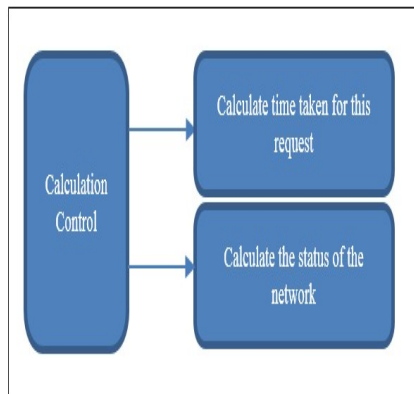 Calculation
Control
Calculate time taken for this
request
Calculate the status of the
network